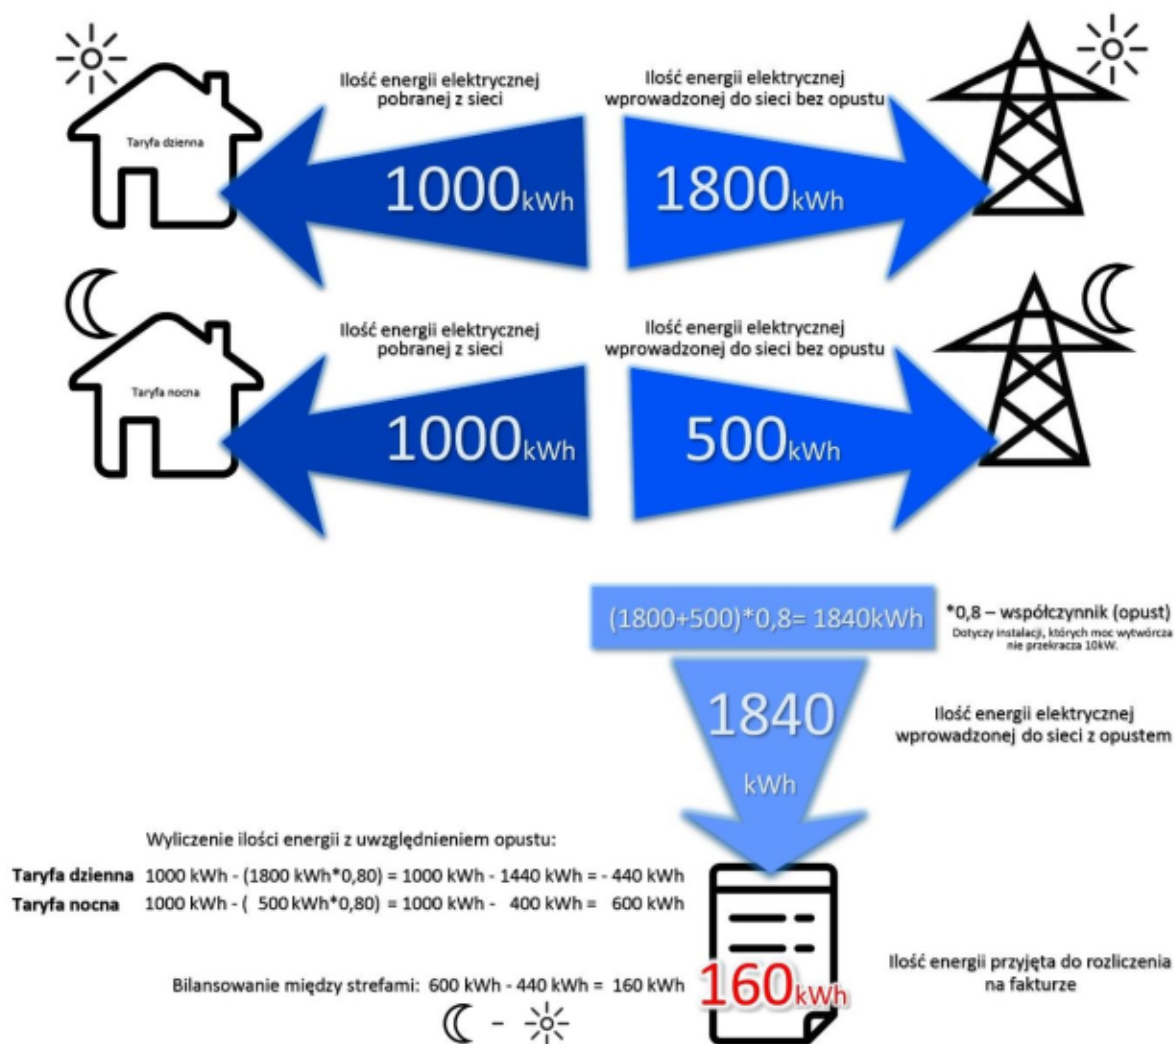 Ilość energii elektrycznej
pobranej z sieci
Ilość energii elektrycznej
wprowadzonej do sieci bez opustu
Taryfa dzienna
1000kWh
1800kWh
Ilość energii elektrycznej
pobranej z sieci
Ilość energii elektrycznej
wprowadzonej do sieci bez opustu
Taryfa nocna
1000kWh
500kWh
(1800+500)*0,8= 1840kWh
*0,8 – współczynnik (opust)
Dotyczy instalacji, których moc wytwórcza
nie przekracza 10kW.
1840
kWh
Ilość energii elektrycznej
wprowadzonej do sieci z opustem
Wyliczenie ilości energii z uwzględnieniem opustu:
Taryfa dzienna 1000 kWh - (1800 kWh*0,80) = 1000 kWh - 1440 kWh = - 440 kWh
Taryfa nocna 1000 kWh - ( 500 kWh*0,80) = 1000 kWh - 400 kWh = 600 kWh
Bilansowanie między strefami: 600 kWh - 440 kWh = 160 kWh
-
160kWh
Ilość energii przyjęta do rozliczenia
na fakturze